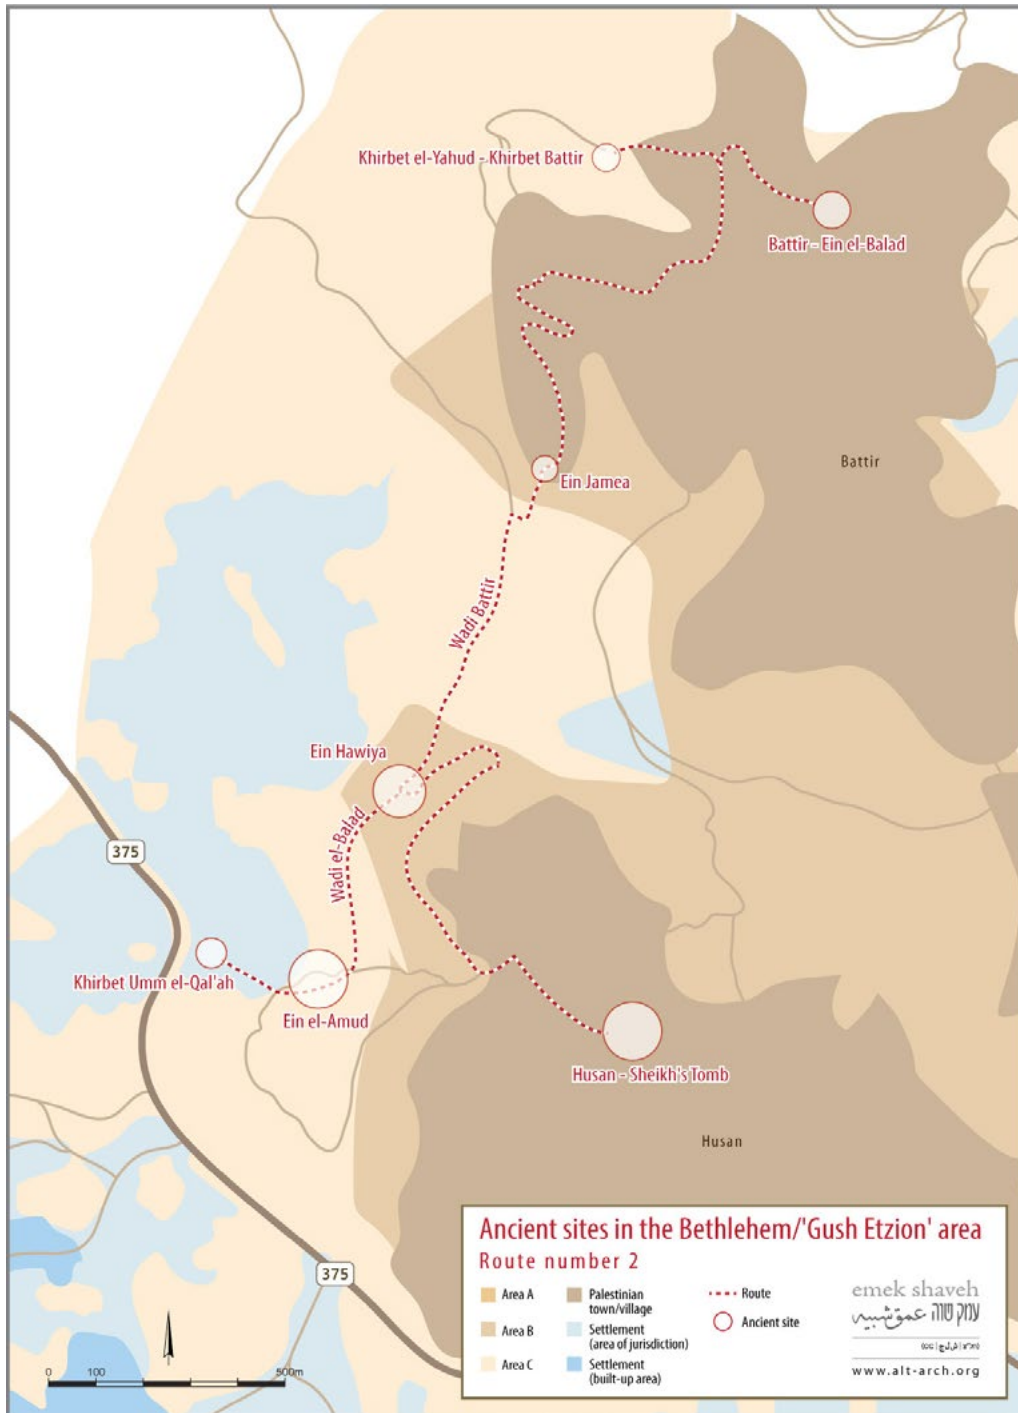 Khirbet el-Yahud - Khirbet Battir
Battir - Ein el-Balad
Battir
Ein Jamea
Wadi Battir
Ein Hawiya
Wadi el-Balad
375
Khirbet Umm el-Qal'ah
Ein el-Amud
Husan - Sheikh's Tomb
Husan
375
Ancient sites in the Bethlehem/'Gush Etzion' area
Route number 2
Area A
Area B
Area C
Palestinian
town/village
Settlement
(area of jurisdiction)
Settlement
(built-up area)
Route
Ancient site
emek shaveh
עמק שווה عمق شبيه
www.alt-arch.org
0 100 500m